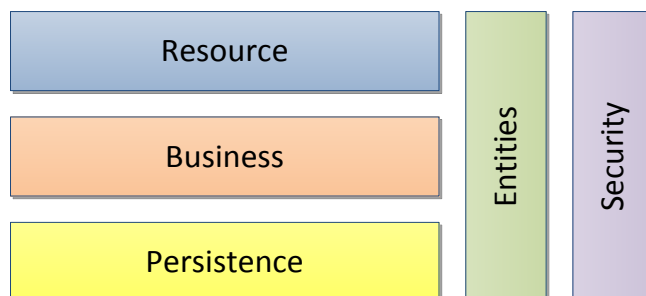 Resource
Business
Persistence
Entities
Security